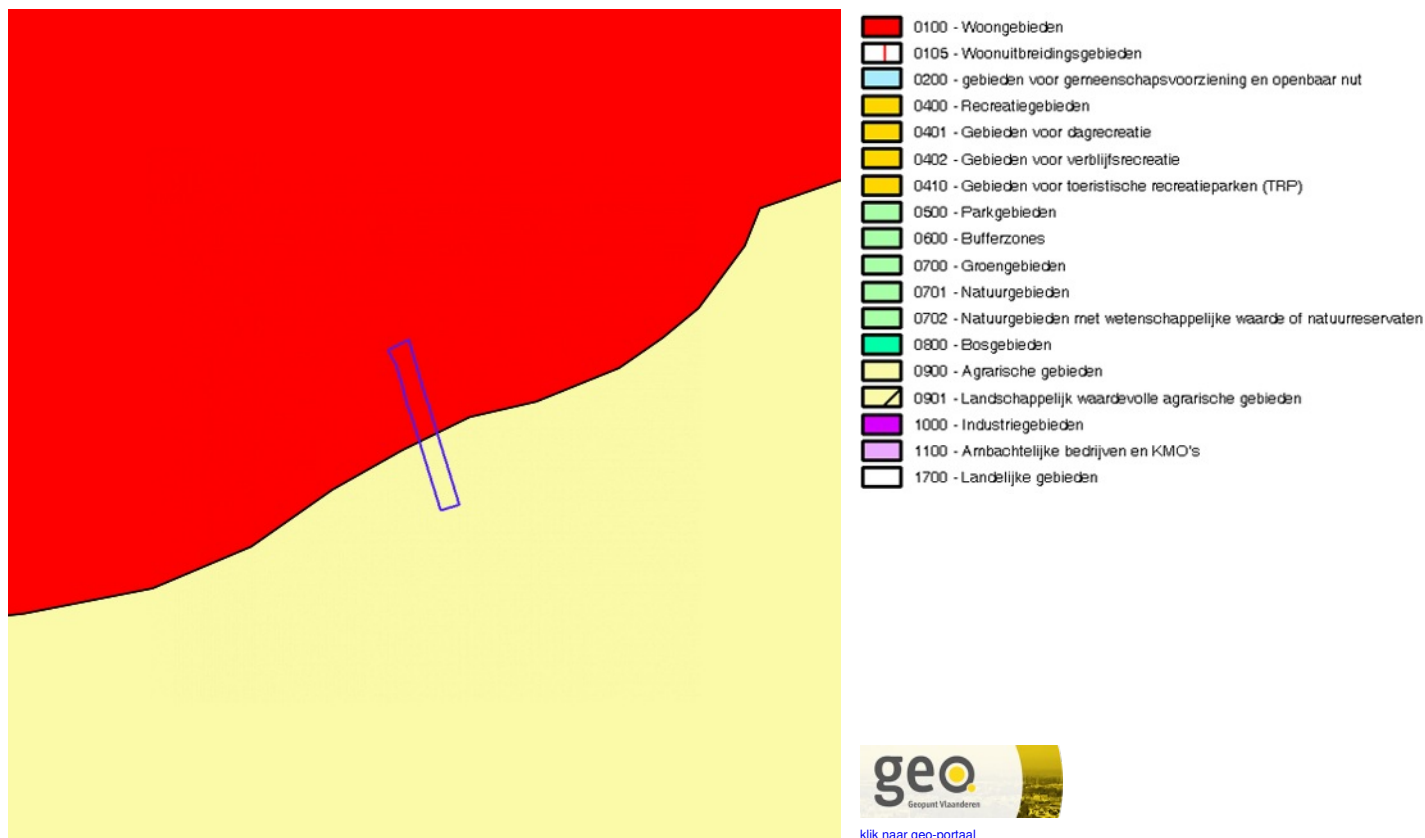 0100 - Woongebieden
0105 - Woonuitbreidingsgebieden
0200 - gebieden voor gemeenschapsvoorziening en openbaar nut
0400 - Recreatiegebieden
0401 - Gebieden voor dagrecreatie
0402 - Gebieden voor verblijfsrecreatie
0410 - Gebieden voor toeristische recreatieparken (TRP)
0500 - Parkgebieden
0600 - Bufferzones
0700 - Groengebieden
0701 - Natuurgebieden
0702 - Natuurgebieden met wetenschappelijke waarde of natuurreservaten
0800 - Bosgebieden
0900 - Agrarische gebieden
0901 - Landschappelijk waardevolle agrarische gebieden
1000 - Industriegebieden
1100 - Ambachtelijke bedrijven en KMO's
1700 - Landelijke gebieden
geo
Geopunt Vlaanderen
klik naar geo-portaal